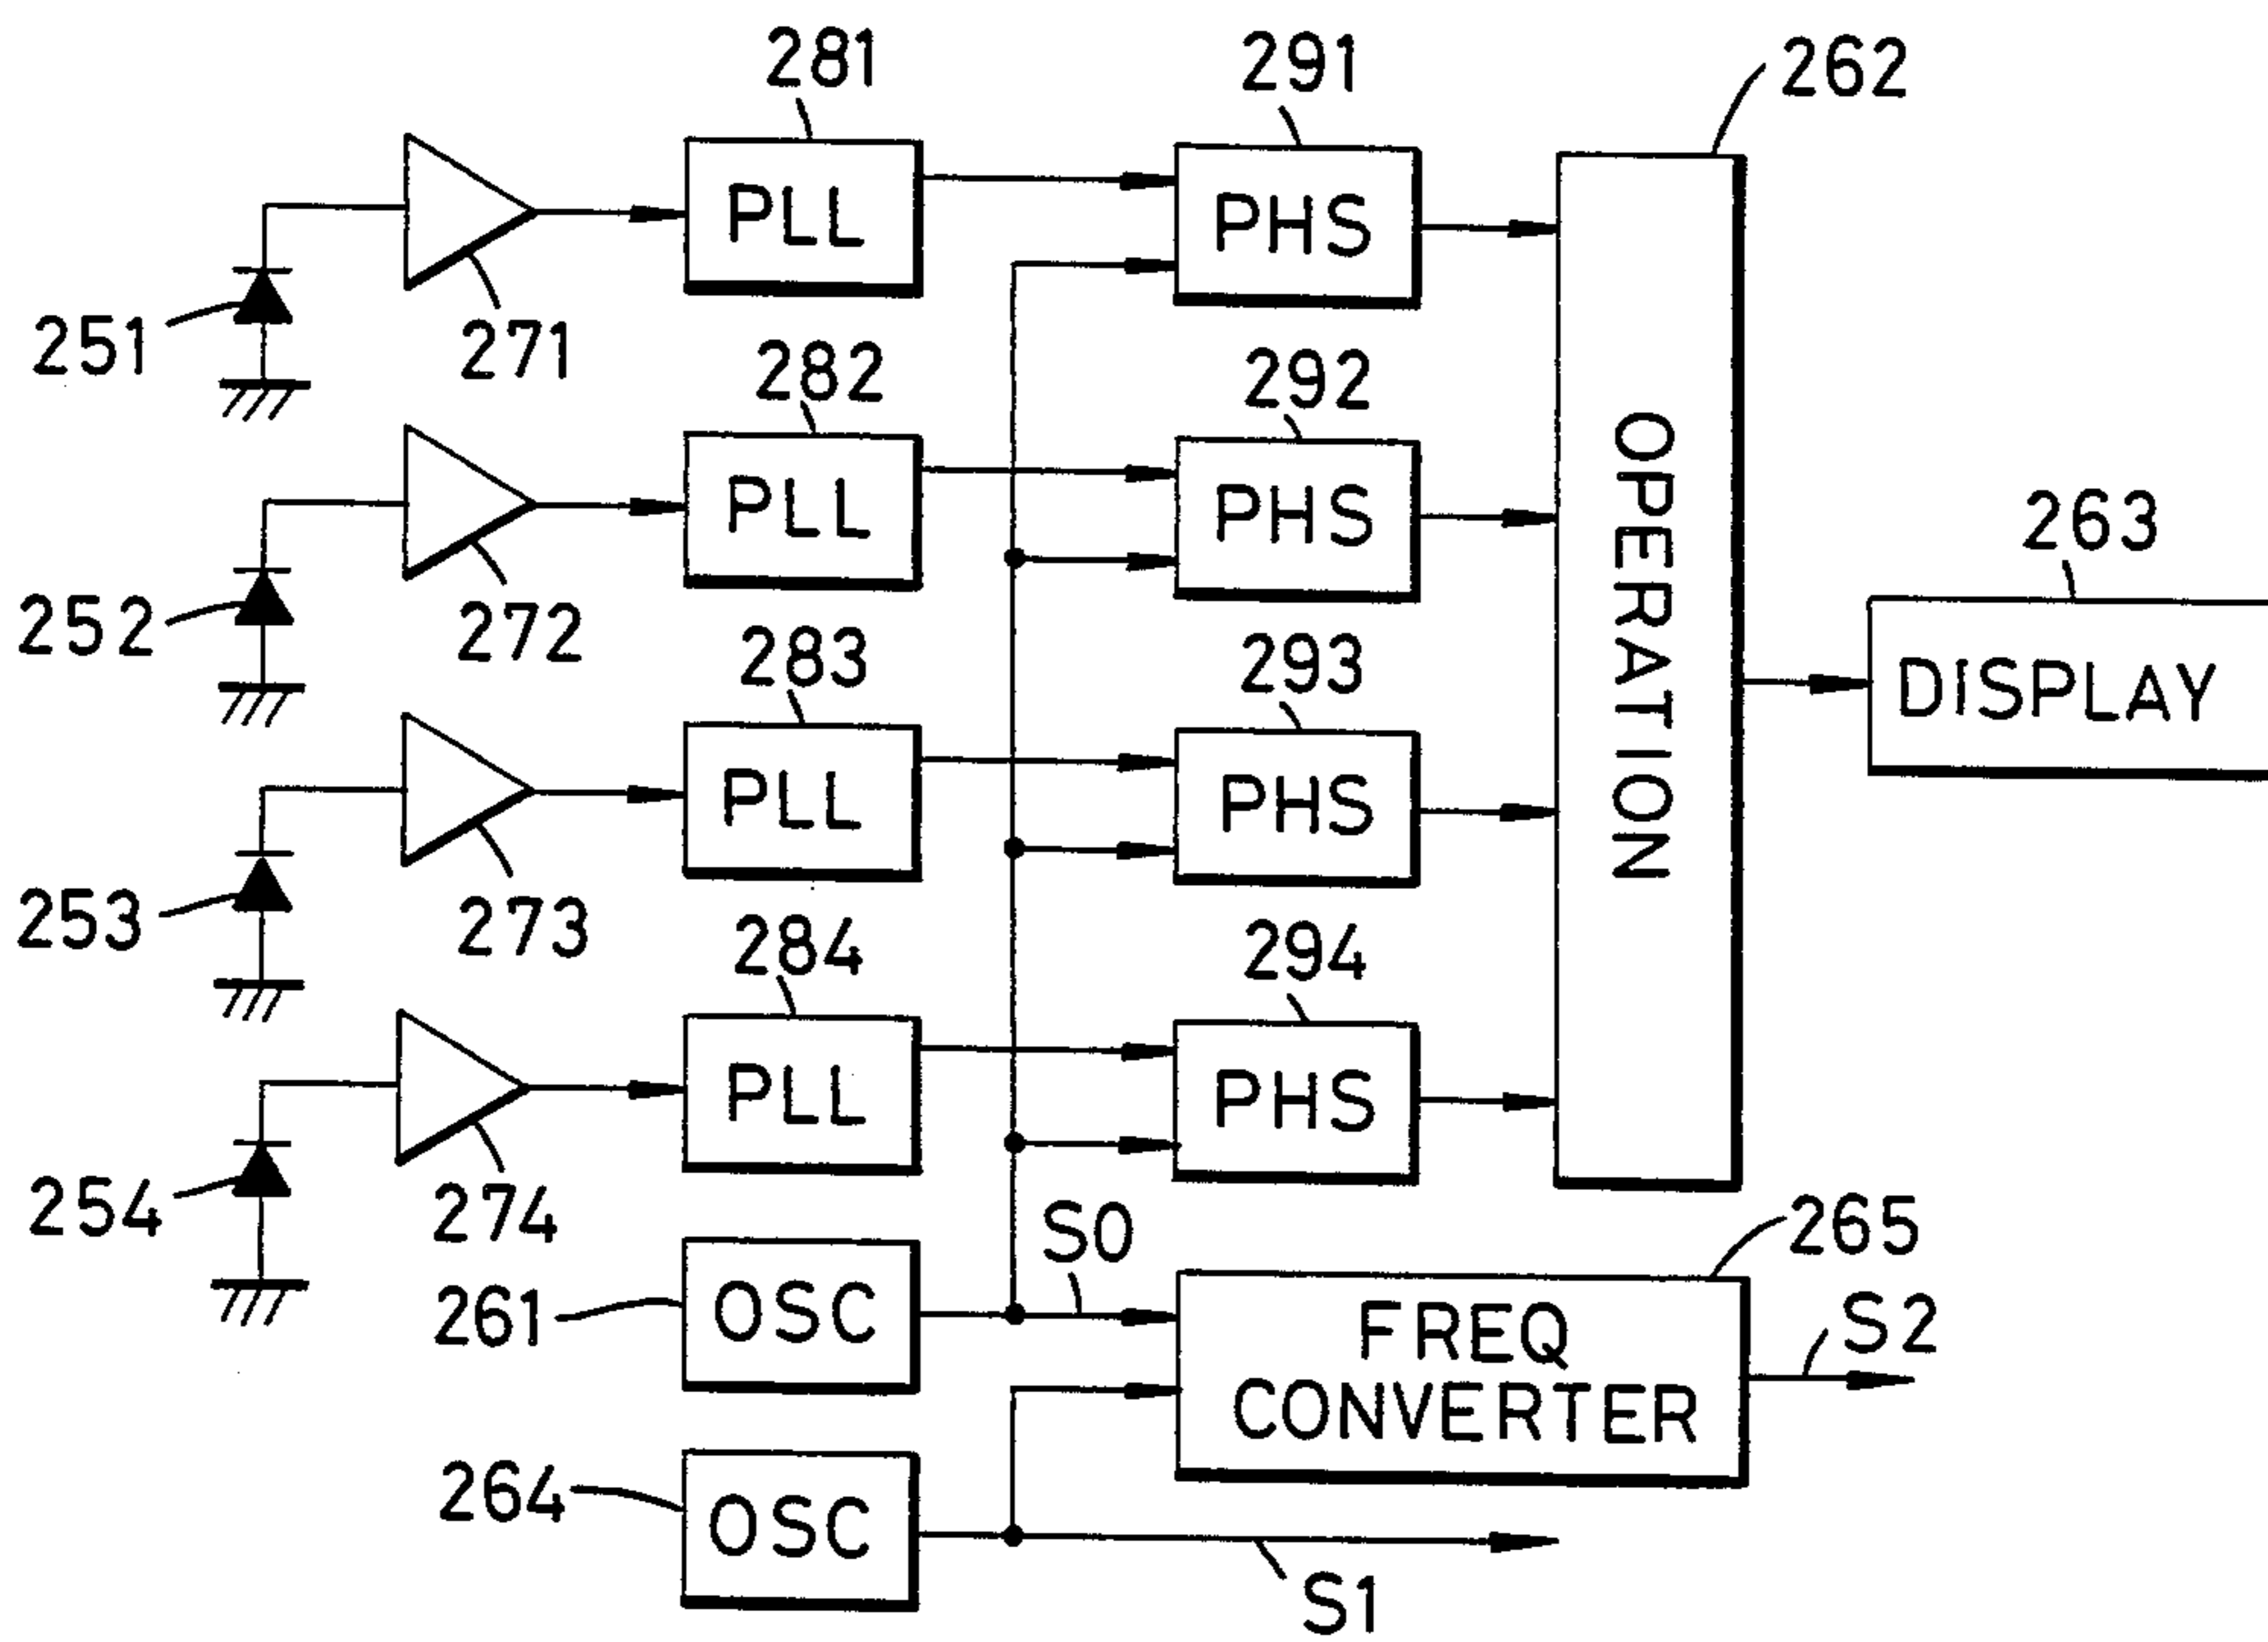 281
291
262
PLL
PHS
251
271
282
292
PLL
PHS
OPERATION
263
252
272
283
293
DISPLAY
PLL
PHS
253
273
284
294
PLL
PHS
254
274
S0
265
261
OSC
FREQ
CONVERTER
S2
264
OSC
S1